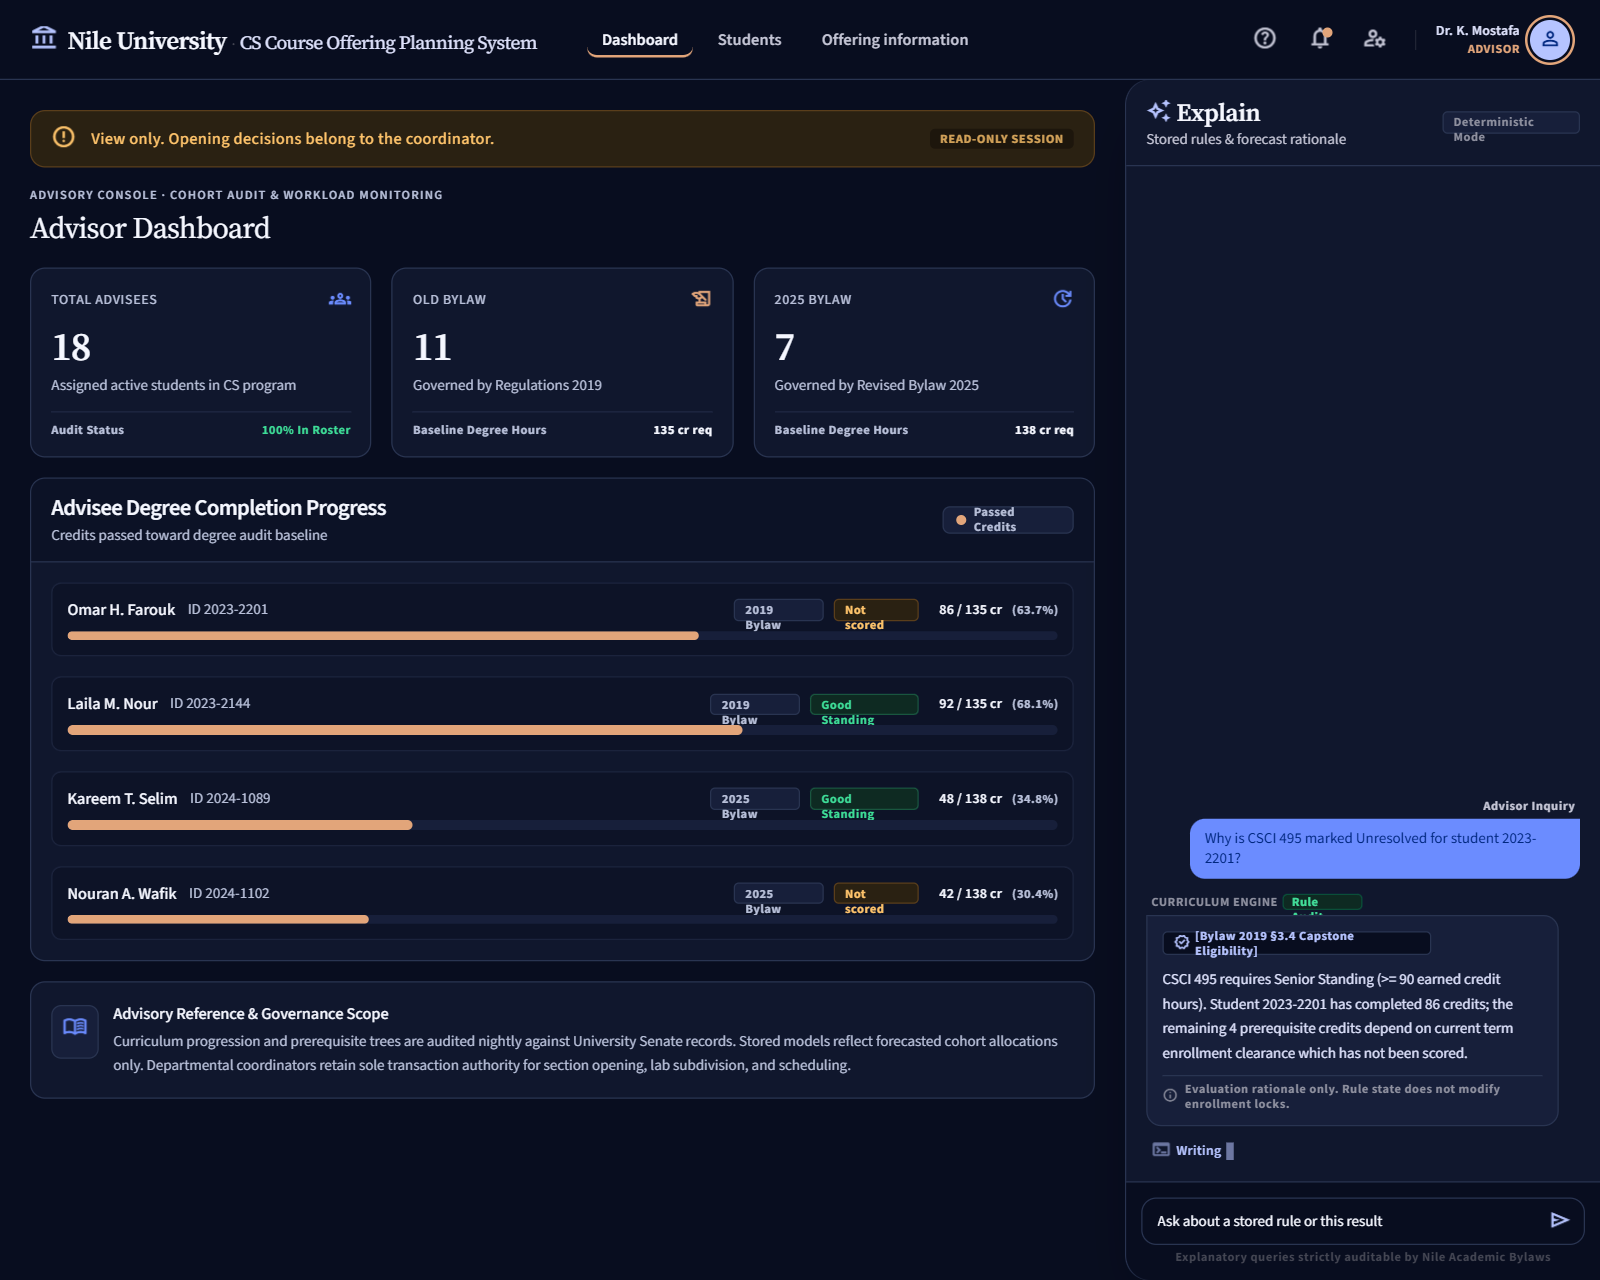 Nile University · CS Course Offering Planning System
Dashboard
Students
Offering information
Dr. K. Mostafa
ADVISOR
View only. Opening decisions belong to the coordinator.
READ-ONLY SESSION
ADVISORY CONSOLE · COHORT AUDIT & WORKLOAD MONITORING
Advisor Dashboard
TOTAL ADVISEES
18
Assigned active students in CS program
Audit Status
100% In Roster
OLD BYLAW
11
Governed by Regulations 2019
Baseline Degree Hours
135 cr req
2025 BYLAW
7
Governed by Revised Bylaw 2025
Baseline Degree Hours
138 cr req
Advisee Degree Completion Progress
Credits passed toward degree audit baseline
Passed
Credits
Omar H. Farouk ID 2023-2201
2019
Bylaw
Not
scored
86 / 135 cr (63.7%)
Laila M. Nour ID 2023-2144
2019
Bylaw
Good
Standing
92 / 135 cr (68.1%)
Kareem T. Selim ID 2024-1089
2025
Bylaw
Good
Standing
48 / 138 cr (34.8%)
Nouran A. Wafik ID 2024-1102
2025
Bylaw
Not
scored
42 / 138 cr (30.4%)
Advisory Reference & Governance Scope
Curriculum progression and prerequisite trees are audited nightly against University Senate records. Stored models reflect forecasted cohort allocations
only. Departmental coordinators retain sole transaction authority for section opening, lab subdivision, and scheduling.
Explain
Stored rules & forecast rationale
Deterministic
Mode
Advisor Inquiry
Why is CSCI 495 marked Unresolved for student 2023-
2201?
CURRICULUM ENGINE
Rule
Audit
[Bylaw 2019 §3.4 Capstone
Eligibility]
CSCI 495 requires Senior Standing (>= 90 earned credit
hours). Student 2023-2201 has completed 86 credits; the
remaining 4 prerequisite credits depend on current term
enrollment clearance which has not been scored.
Evaluation rationale only. Rule state does not modify
enrollment locks.
Writing
Ask about a stored rule or this result
Explanatory queries strictly auditable by Nile Academic Bylaws